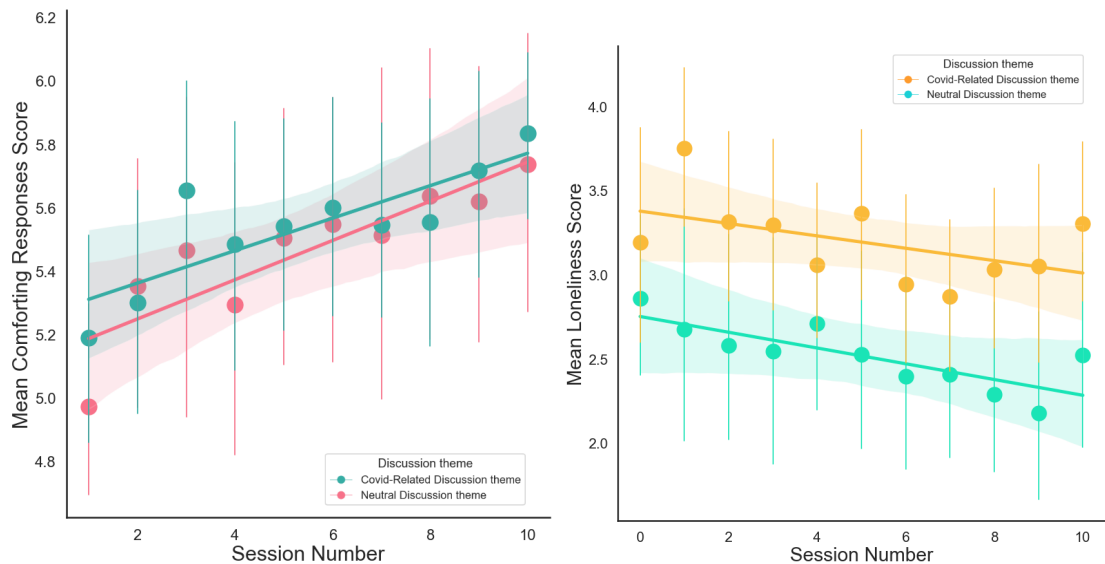 Mean Comforting Responses Score
6.2
6.0
5.8
5.6
5.4
5.2
5.0
4.8
2
4
6
8
10
Session Number
Discussion theme
Covid-Related Discussion theme
Neutral Discussion theme
Mean Loneliness Score
4.0
3.5
3.0
2.5
2.0
0
2
4
6
8
10
Session Number
Discussion theme
Covid-Related Discussion theme
Neutral Discussion theme